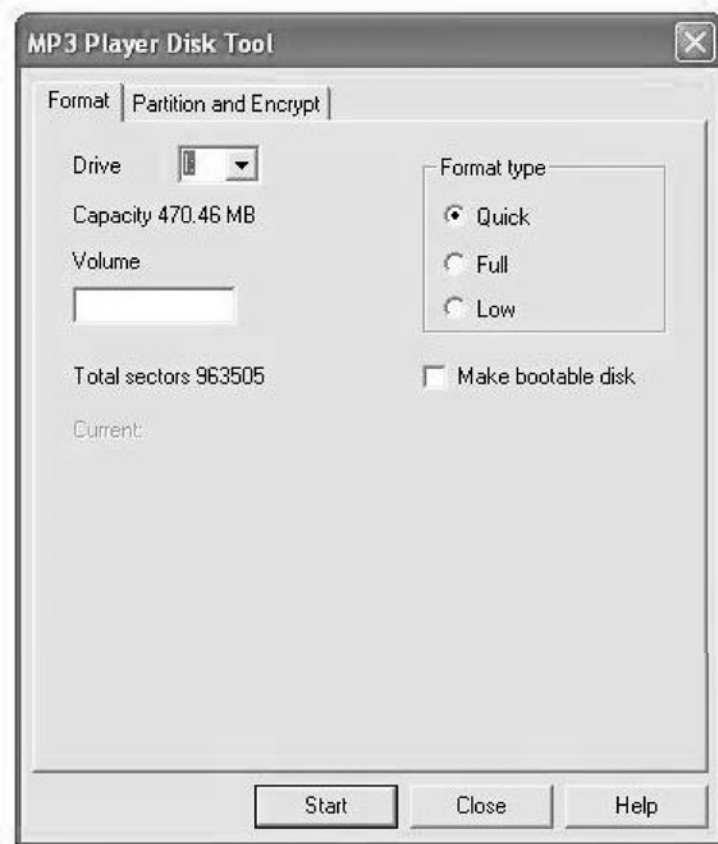 MP3 Player Disk Tool
Format
Partition and Encrypt
Drive
Format type
Capacity 470.46 MB
Quick
Volume
Full
Low
Total sectors 963505
Make bootable disk
Current:
Start
Close
Help